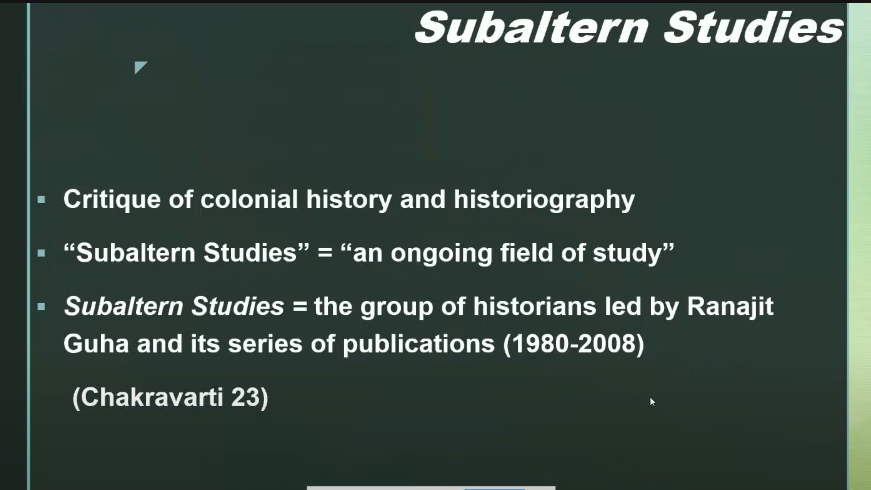 Subaltern Studies
Critique of colonial history and historiography
“Subaltern Studies” = “an ongoing field of study”
Subaltern Studies = the group of historians led by Ranajit
Guha and its series of publications (1980-2008)
(Chakravarti 23)